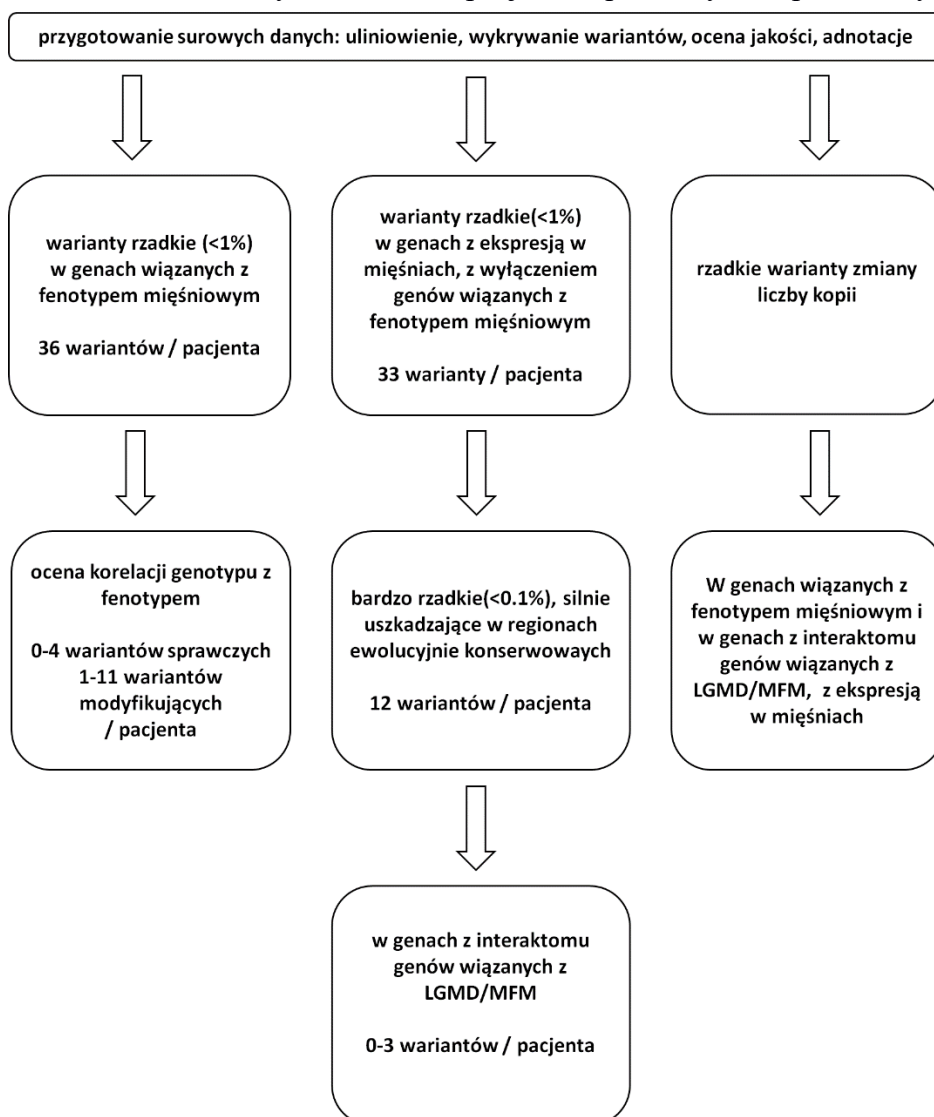 przygotowanie surowych danych: uliniowienie, wykrywanie wariantów, ocena jakości, adnotacje
warianty rzadkie (<1%)
w genach wiązanych z
fenotypem mięśniowym
36 wariantów / pacjenta
warianty rzadkie(<1%)
w genach z ekspresją w
mięśniach, z wyłączeniem
genów wiązanych z
fenotypem mięśniowym
33 warianty / pacjenta
rzadkie warianty zmiany
liczby kopii
ocena korelacji genotypu z
fenotypem
0-4 wariantów sprawczych
1-11 wariantów
modyfikujących
/ pacjenta
bardzo rzadkie(<0.1%), silnie
uszkadzające w regionach
ewolucyjnie konserwowaych
12 wariantów / pacjenta
W genach wiązanych z
fenotypem mięśniowym i
w genach z interaktomu
genów wiązanych z
LGMD/MFM, z ekspresją
w mięśniach
w genach z interaktomu
genów wiązanych z
LGMD/MFM
0-3 wariantów / pacjenta